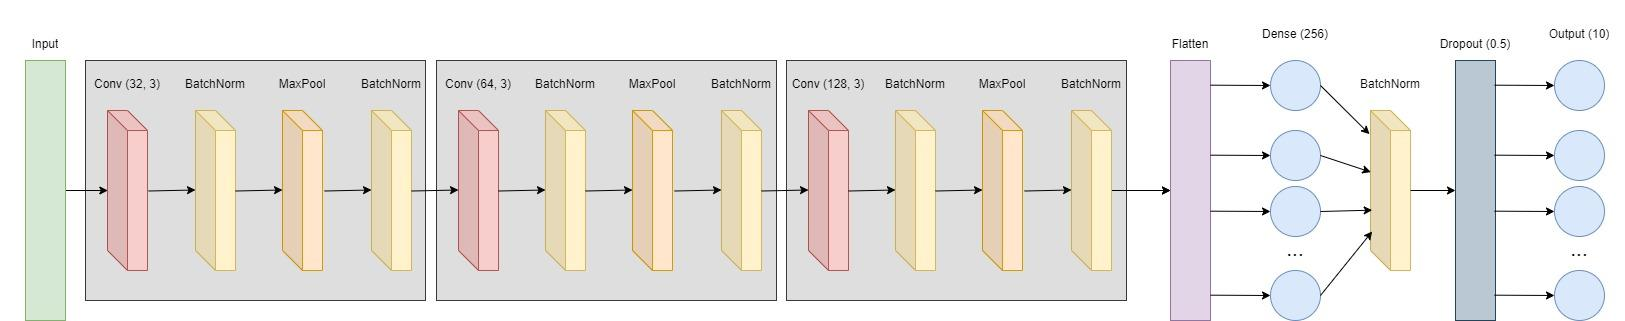 Input
Conv (32, 3)
BatchNorm
MaxPool
BatchNorm
Conv (64, 3)
BatchNorm
MaxPool
BatchNorm
Conv (128, 3)
BatchNorm
MaxPool
BatchNorm
Flatten
Dense (256)
...
BatchNorm
Dropout (0.5)
Output (10)
...